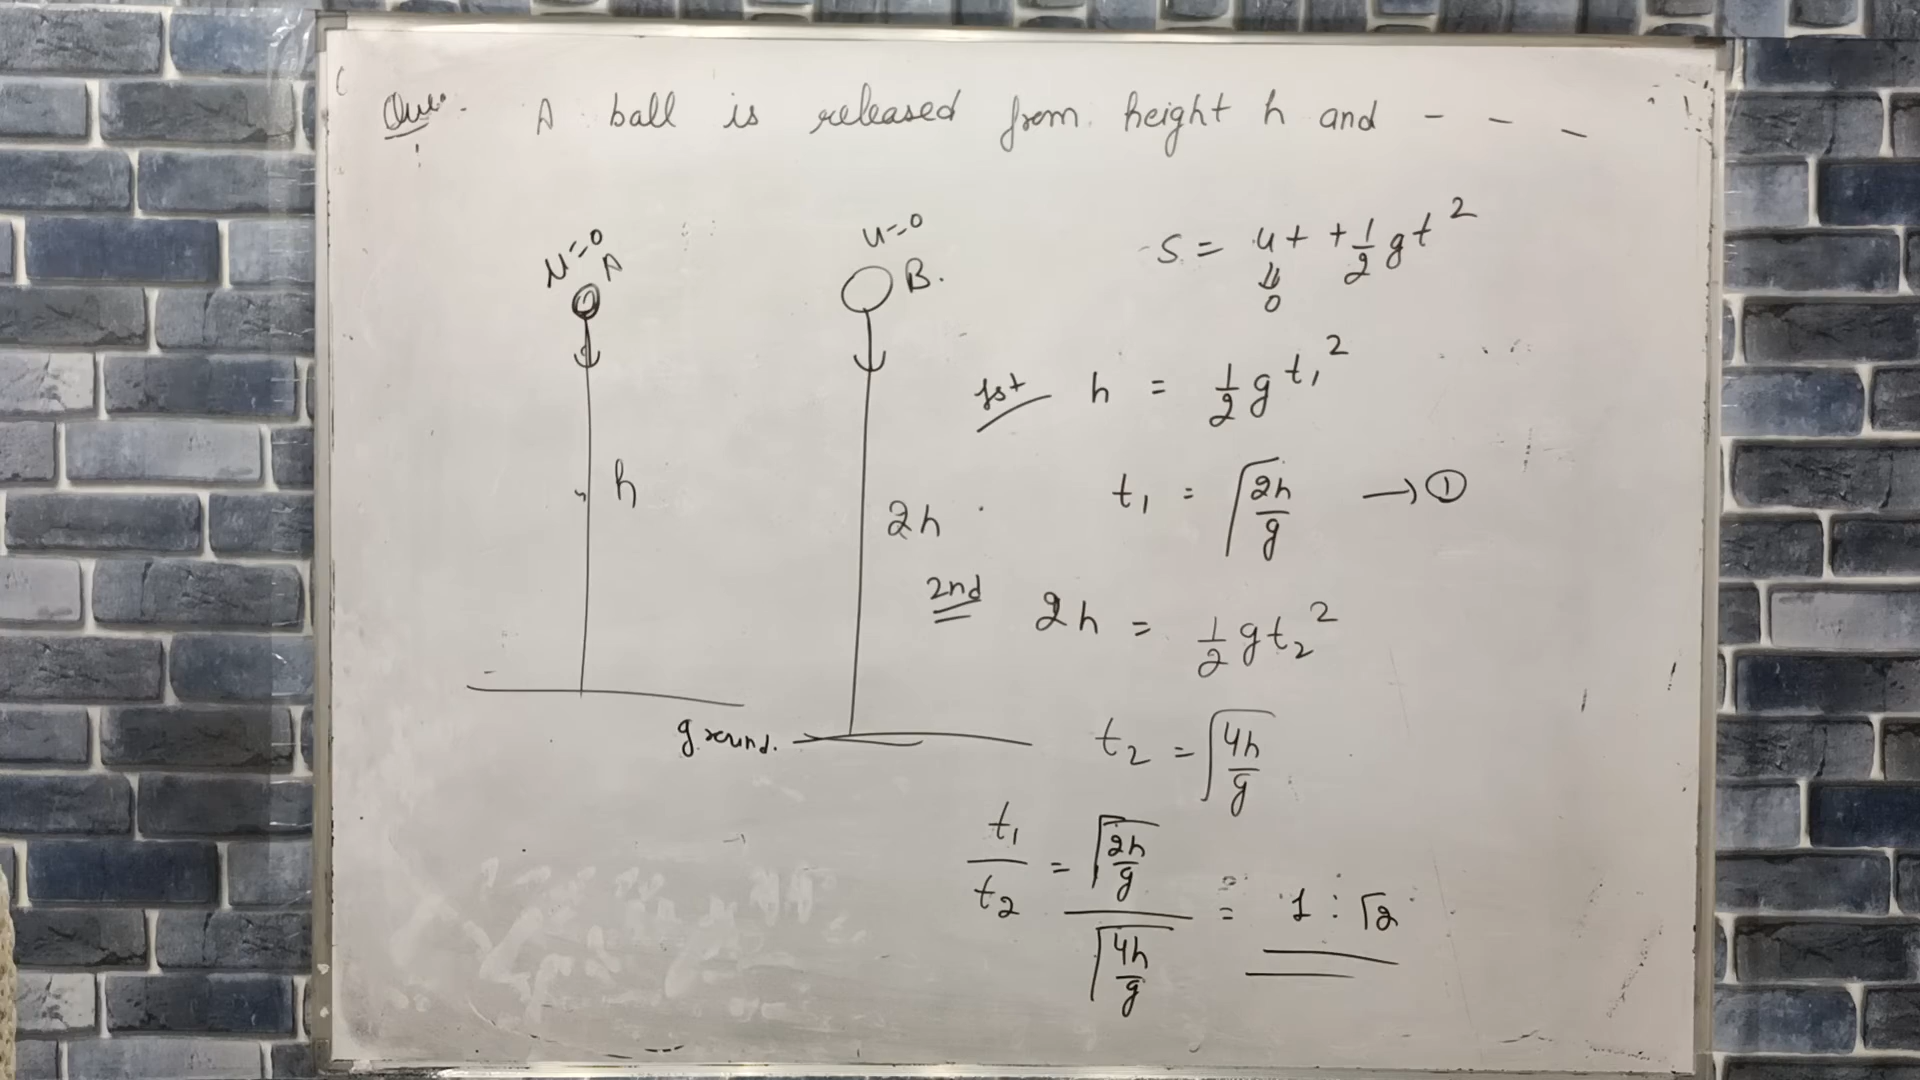 Ques. A ball is released from height h and - - -
u=0
A
u=0
B.
h
2h
ground.
S = ut + 1/2 gt²
⇓
0
1st h = 1/2 g t₁²
t₁ = √(2h/g) → ①
2nd 2h = 1/2 g t₂²
t₂ = √(4h/g)
t₁/t₂ = √(2h/g) / √(4h/g) = 1 : √2